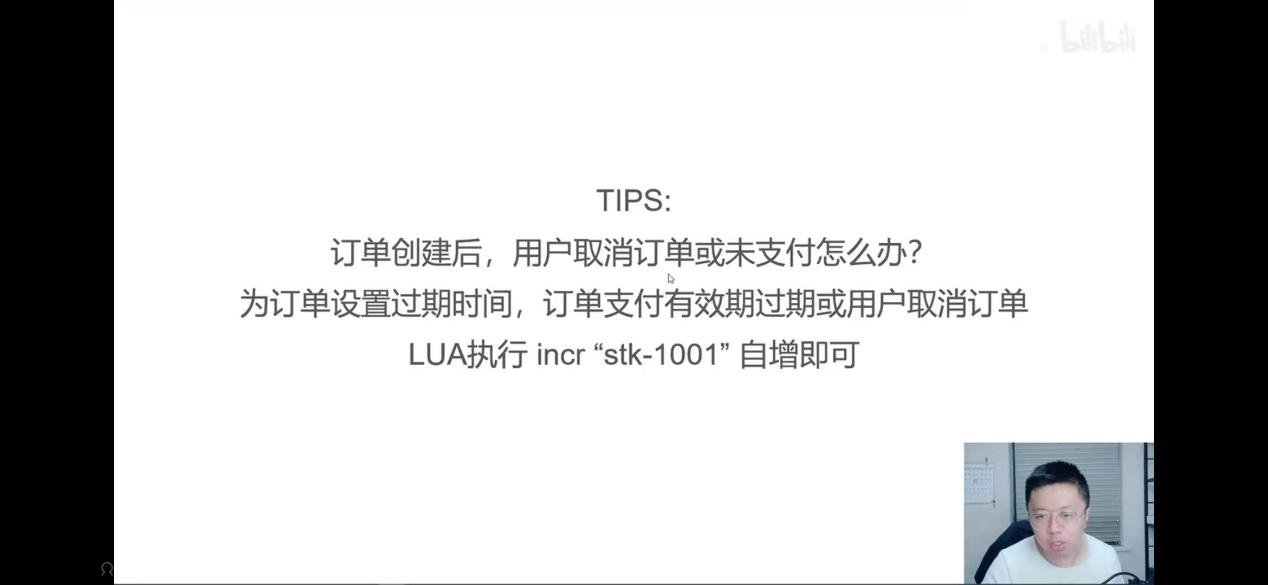 bilibili
TIPS:
订单创建后，用户取消订单或未支付怎么办？
为订单设置过期时间，订单支付有效期过期或用户取消订单
LUA执行 incr “stk-1001” 自增即可